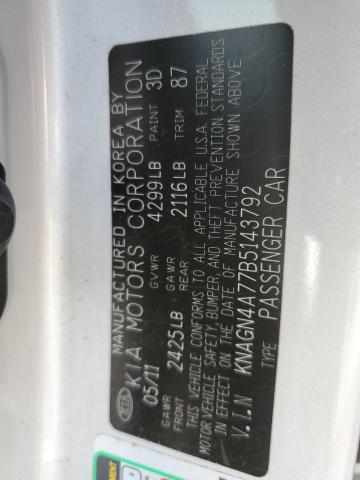 MANUFACTURED IN KOREA BY
KIA
KIA MOTORS CORPORATION
05/11 GVWR 4299LB PAINT 3D
GAWR FRONT 2425LB GAWR REAR 2116LB TRIM 87
THIS VEHICLE CONFORMS TO ALL APPLICABLE U.S.A. FEDERAL
MOTOR VEHICLE SAFETY, BUMPER, AND THEFT PREVENTION STANDARDS
IN EFFECT ON THE DATE OF MANUFACTURE SHOWN ABOVE
V.I.N KNAGN4A77B5143792
TYPE PASSENGER CAR